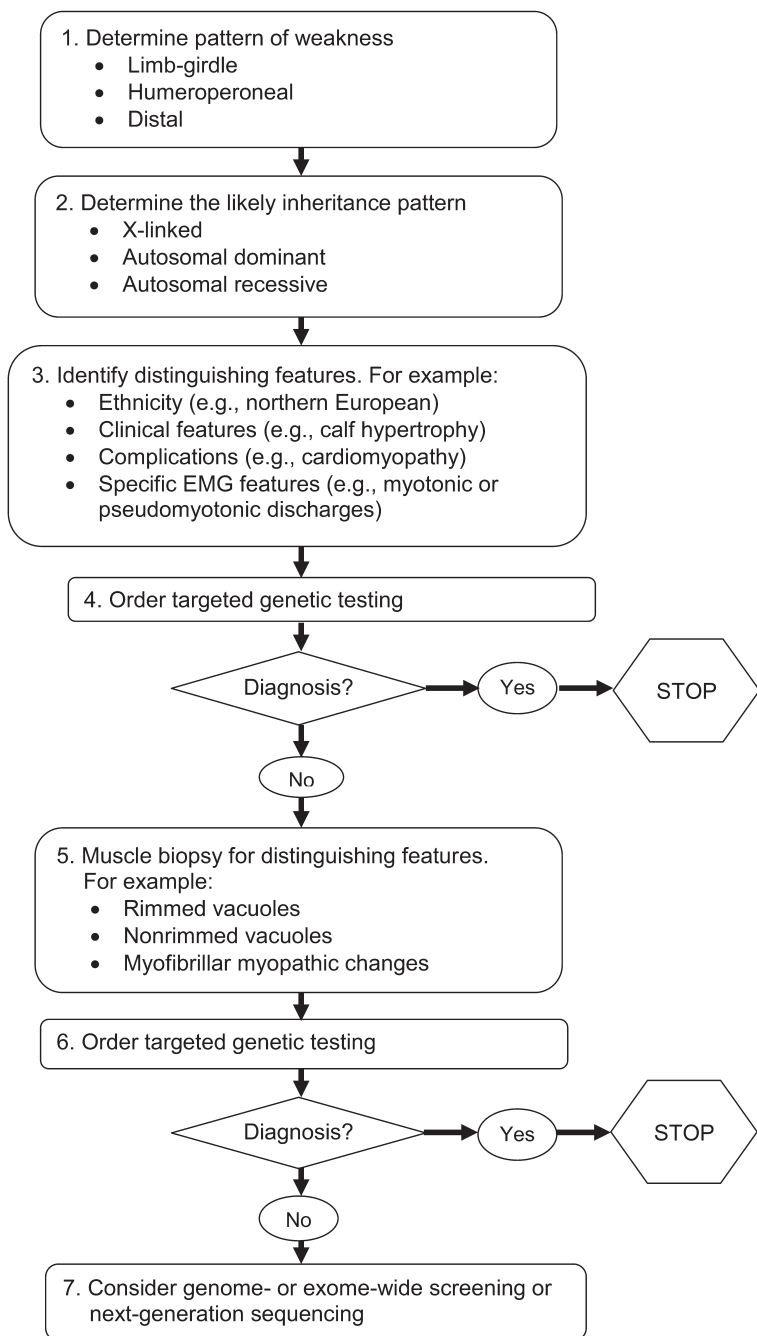 1. Determine pattern of weakness
• Limb-girdle
• Humeroperoneal
• Distal
2. Determine the likely inheritance pattern
• X-linked
• Autosomal dominant
• Autosomal recessive
3. Identify distinguishing features. For example:
• Ethnicity (e.g., northern European)
• Clinical features (e.g., calf hypertrophy)
• Complications (e.g., cardiomyopathy)
• Specific EMG features (e.g., myotonic or
pseudomyotonic discharges)
4. Order targeted genetic testing
Diagnosis?
Yes
STOP
No
5. Muscle biopsy for distinguishing features.
For example:
• Rimmed vacuoles
• Nonrimmed vacuoles
• Myofibrillar myopathic changes
6. Order targeted genetic testing
Diagnosis?
Yes
STOP
No
7. Consider genome- or exome-wide screening or
next-generation sequencing